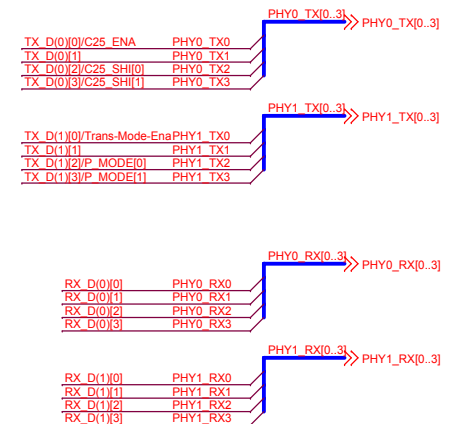 PHY0_TX[0..3]
PHY0_TX[0..3]
TX_D(0)[0]/C25_ENA PHY0_TX0
TX_D(0)[1] PHY0_TX1
TX_D(0)[2]/C25_SHI[0] PHY0_TX2
TX_D(0)[3]/C25_SHI[1] PHY0_TX3
PHY1_TX[0..3]
PHY1_TX[0..3]
TX_D(1)[0]/Trans-Mode-Ena PHY1_TX0
TX_D(1)[1] PHY1_TX1
TX_D(1)[2]/P_MODE[0] PHY1_TX2
TX_D(1)[3]/P_MODE[1] PHY1_TX3
PHY0_RX[0..3]
PHY0_RX[0..3]
RX_D(0)[0] PHY0_RX0
RX_D(0)[1] PHY0_RX1
RX_D(0)[2] PHY0_RX2
RX_D(0)[3] PHY0_RX3
PHY1_RX[0..3]
PHY1_RX[0..3]
RX_D(1)[0] PHY1_RX0
RX_D(1)[1] PHY1_RX1
RX_D(1)[2] PHY1_RX2
RX_D(1)[3] PHY1_RX3